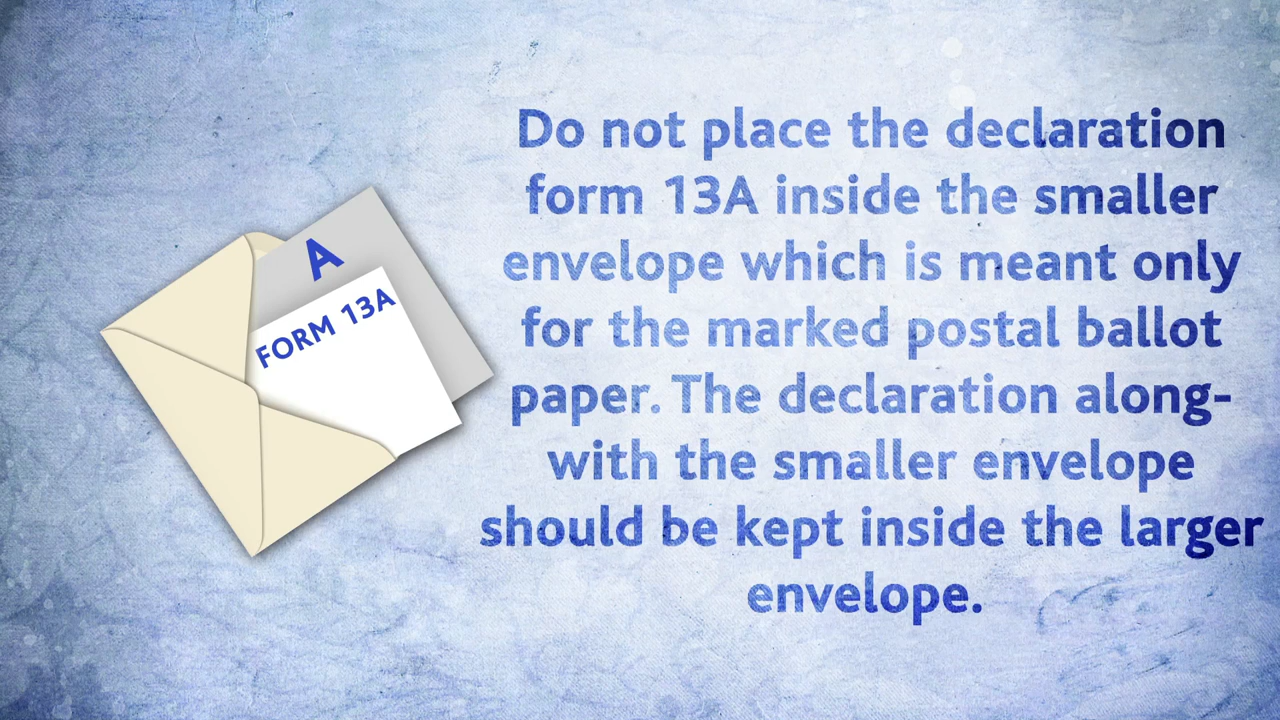 A
FORM 13A
Do not place the declaration
form 13A inside the smaller
envelope which is meant only
for the marked postal ballot
paper. The declaration along-
with the smaller envelope
should be kept inside the larger
envelope.